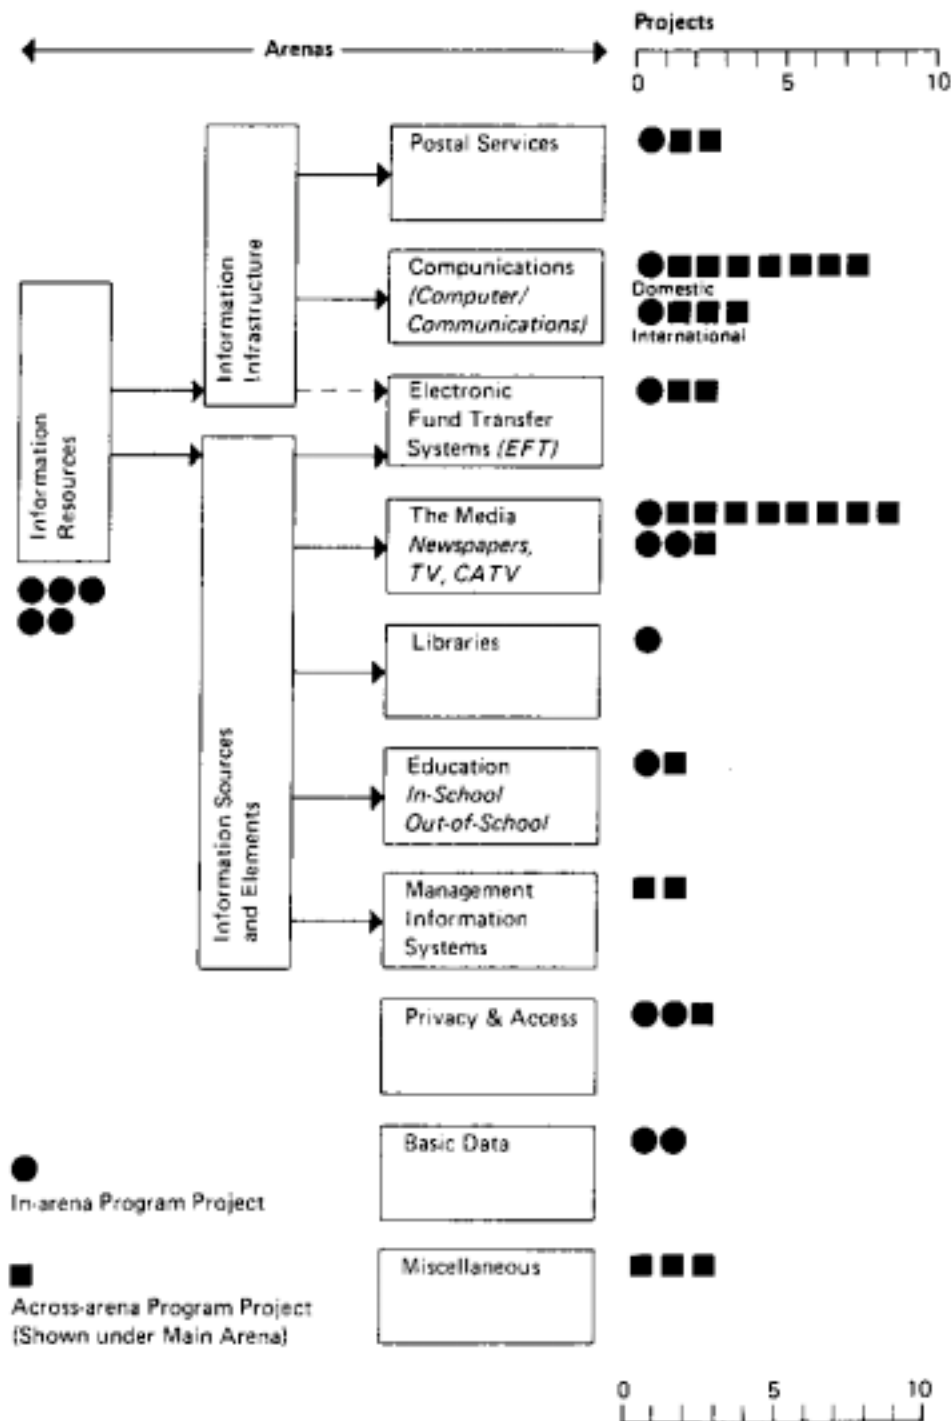 Projects
Arenas
0 5 10
Postal Services
Information
Infrastructure
Compunications
(Computer/
Communications)
Domestic
International
Electronic
Fund Transfer
Systems (EFT)
Information
Resources
The Media
Newspapers,
TV, CATV
Libraries
Information Sources
and Elements
Education
In-School
Out-of-School
Management
Information
Systems
Privacy & Access
Basic Data
In-arena Program Project
Miscellaneous
Across-arena Program Project
(Shown under Main Arena)
0 5 10